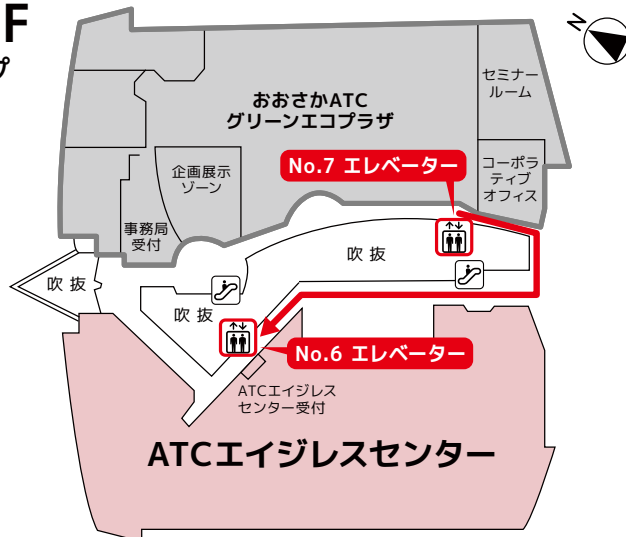 F
プ
N
おおさかATC
グリーンエコプラザ
セミナー
ルーム
No.7 エレベーター
企画展示
ゾーン
コーポラ
ティブ
オフィス
事務局
受付
吹 抜
吹 抜
吹 抜
No.6 エレベーター
ATCエイジレス
センター受付
ATCエイジレスセンター